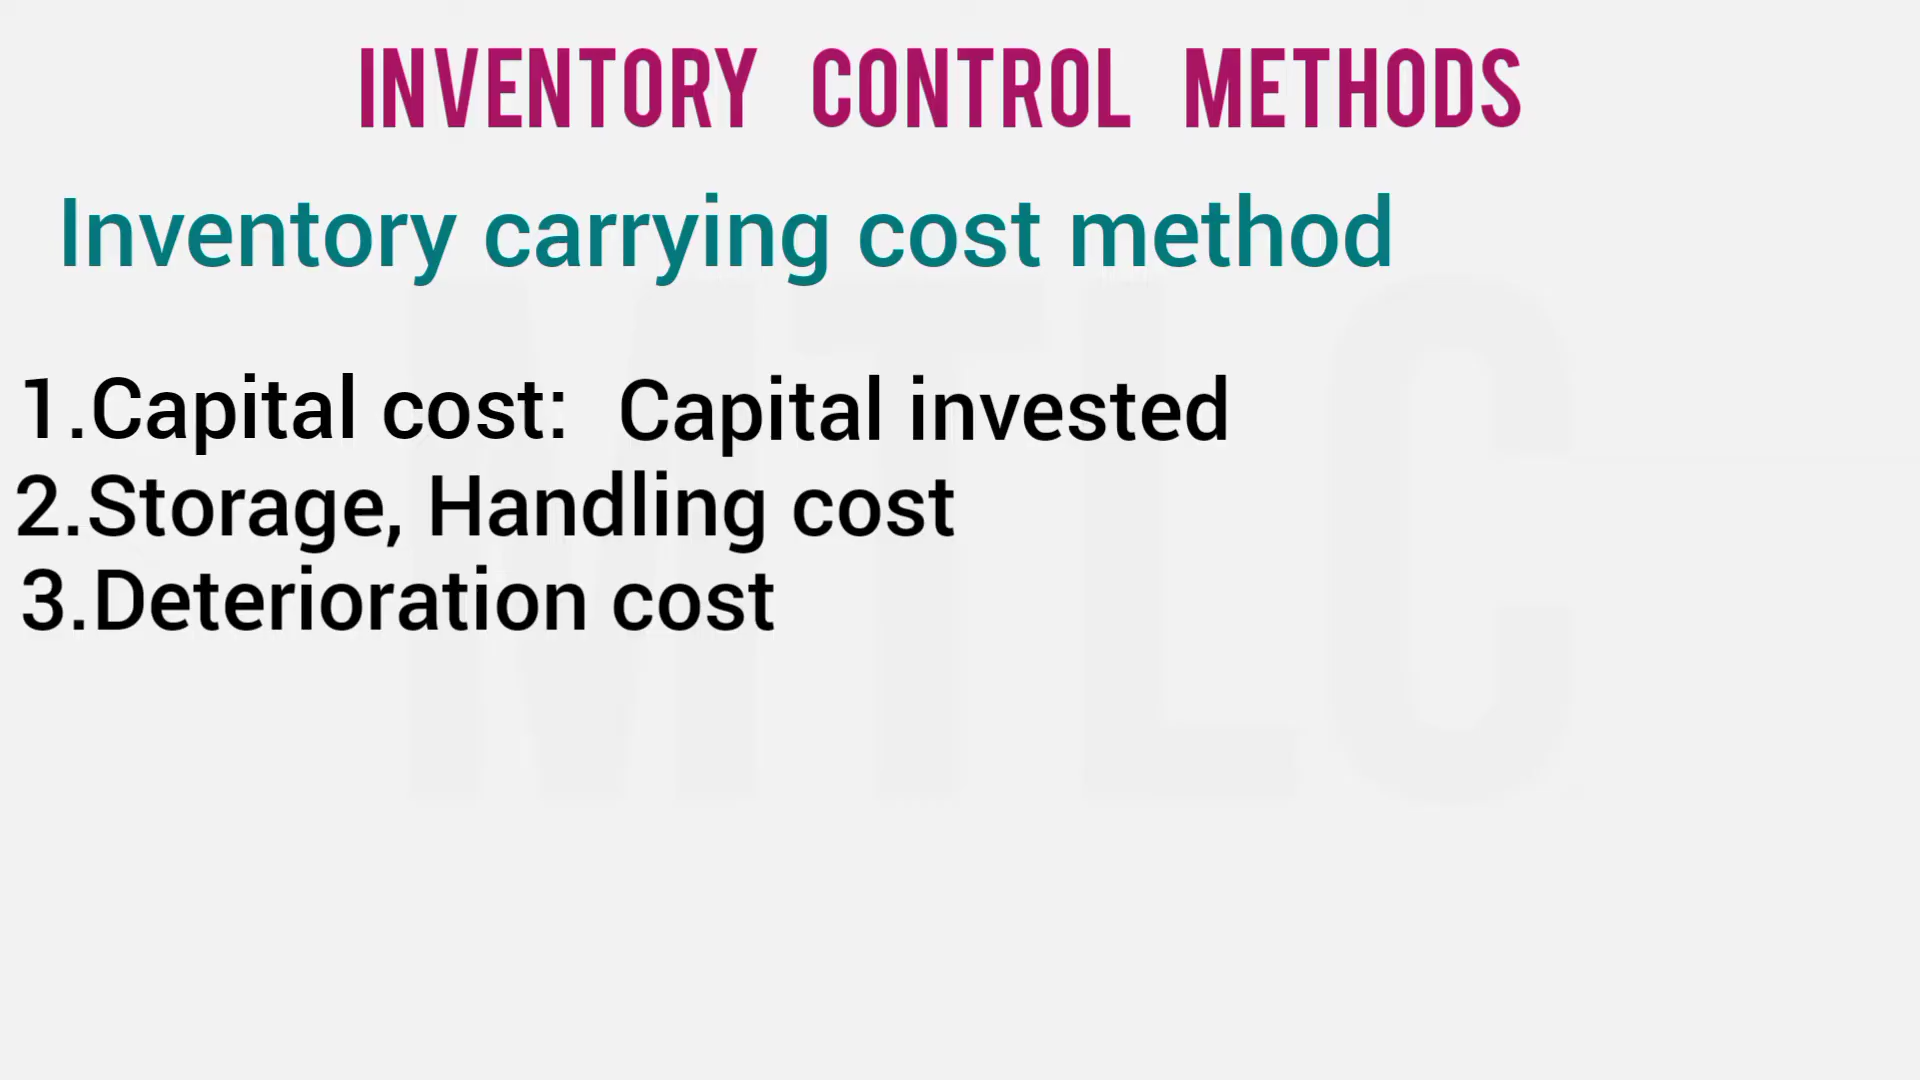 INVENTORY CONTROL METHODS
Inventory carrying cost method
1.Capital cost: Capital invested
2.Storage, Handling cost
3.Deterioration cost
MTLC